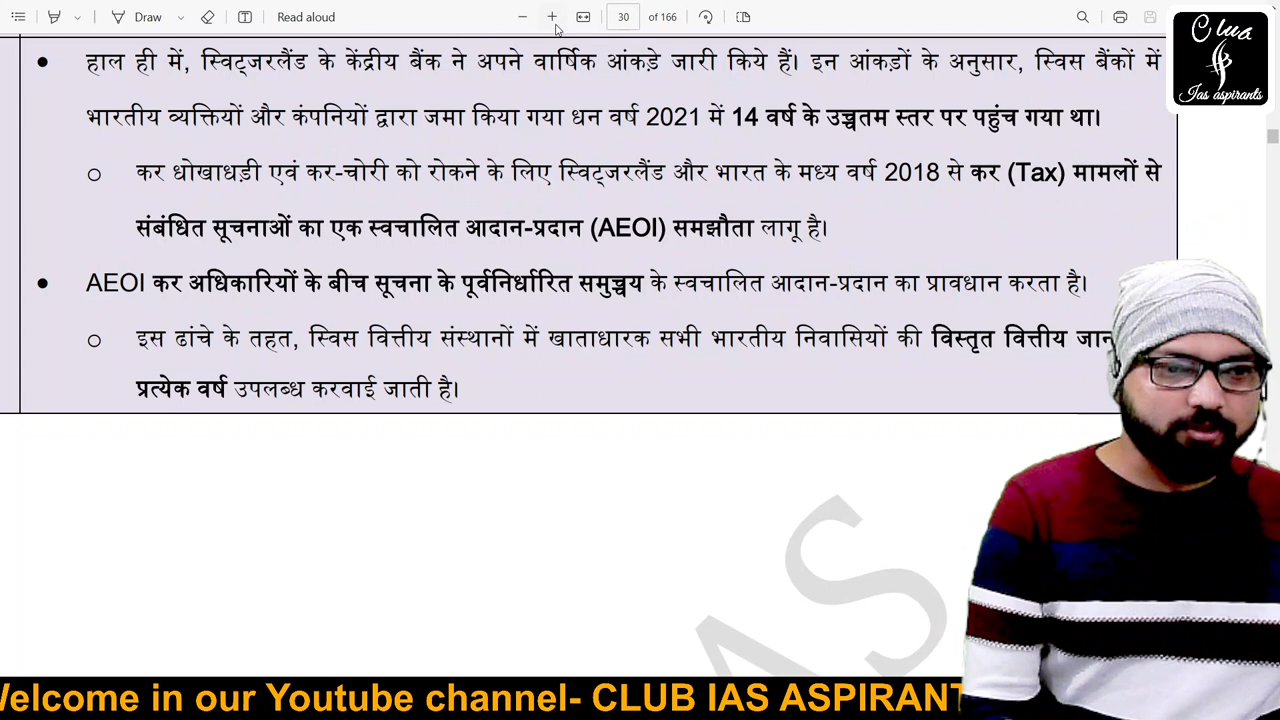 Draw
Read aloud
30 of 166
Club
Ias aspirants
हाल ही में, स्विट्जरलैंड के केंद्रीय बैंक ने अपने वार्षिक आंकड़े जारी किये हैं। इन आंकड़ों के अनुसार, स्विस बैंकों में
भारतीय व्यक्तियों और कंपनियों द्वारा जमा किया गया धन वर्ष 2021 में 14 वर्ष के उच्चतम स्तर पर पहुंच गया था।
कर धोखाधड़ी एवं कर-चोरी को रोकने के लिए स्विट्जरलैंड और भारत के मध्य वर्ष 2018 से कर (Tax) मामलों से
संबंधित सूचनाओं का एक स्वचालित आदान-प्रदान (AEOI) समझौता लागू है।
AEOI कर अधिकारियों के बीच सूचना के पूर्वनिर्धारित समुच्चय के स्वचालित आदान-प्रदान का प्रावधान करता है।
इस ढांचे के तहत, स्विस वित्तीय संस्थानों में खाताधारक सभी भारतीय निवासियों की विस्तृत वित्तीय
प्रत्येक वर्ष उपलब्ध करवाई जाती है।
AS
Welcome in our Youtube channel- CLUB IAS ASPIRANT